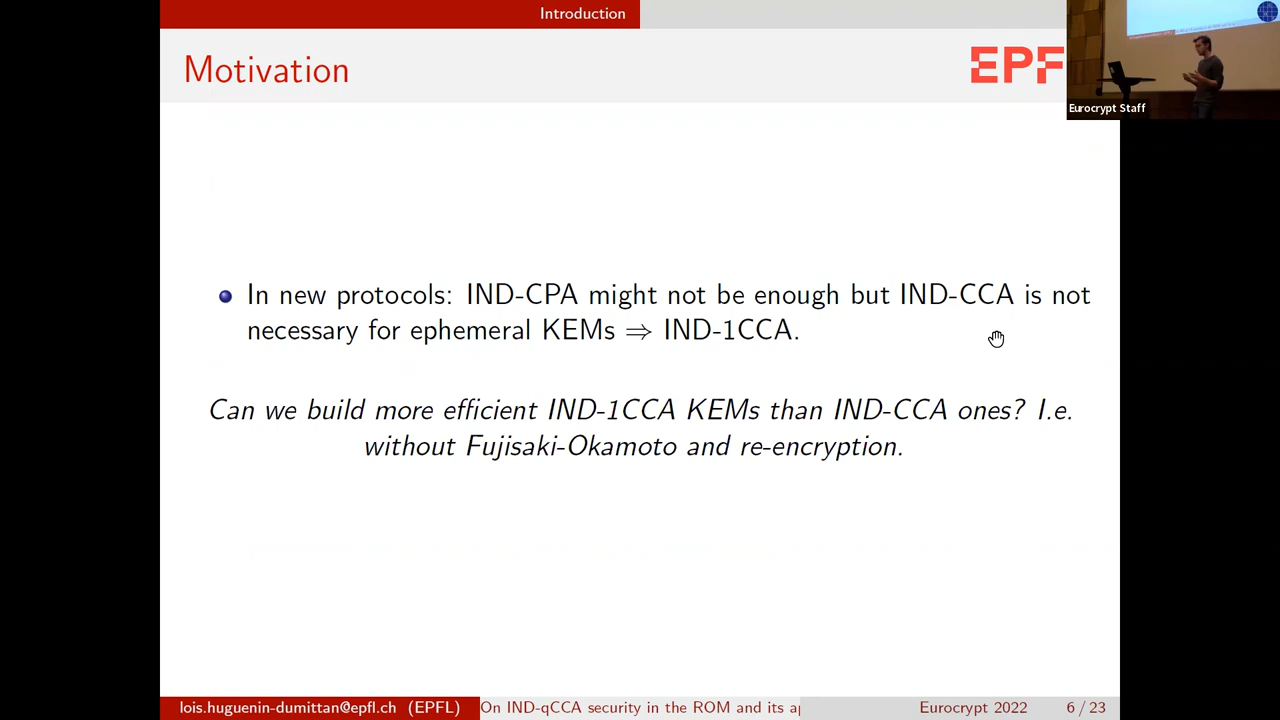 Introduction
Motivation
EPF
Eurocrypt Staff
In new protocols: IND-CPA might not be enough but IND-CCA is not
necessary for ephemeral KEMs ⇒ IND-1CCA.
Can we build more efficient IND-1CCA KEMs than IND-CCA ones? I.e.
without Fujisaki-Okamoto and re-encryption.
lois.huguenin-dumittan@epfl.ch (EPFL)
On IND-qCCA security in the ROM and its a
Eurocrypt 2022
6 / 23